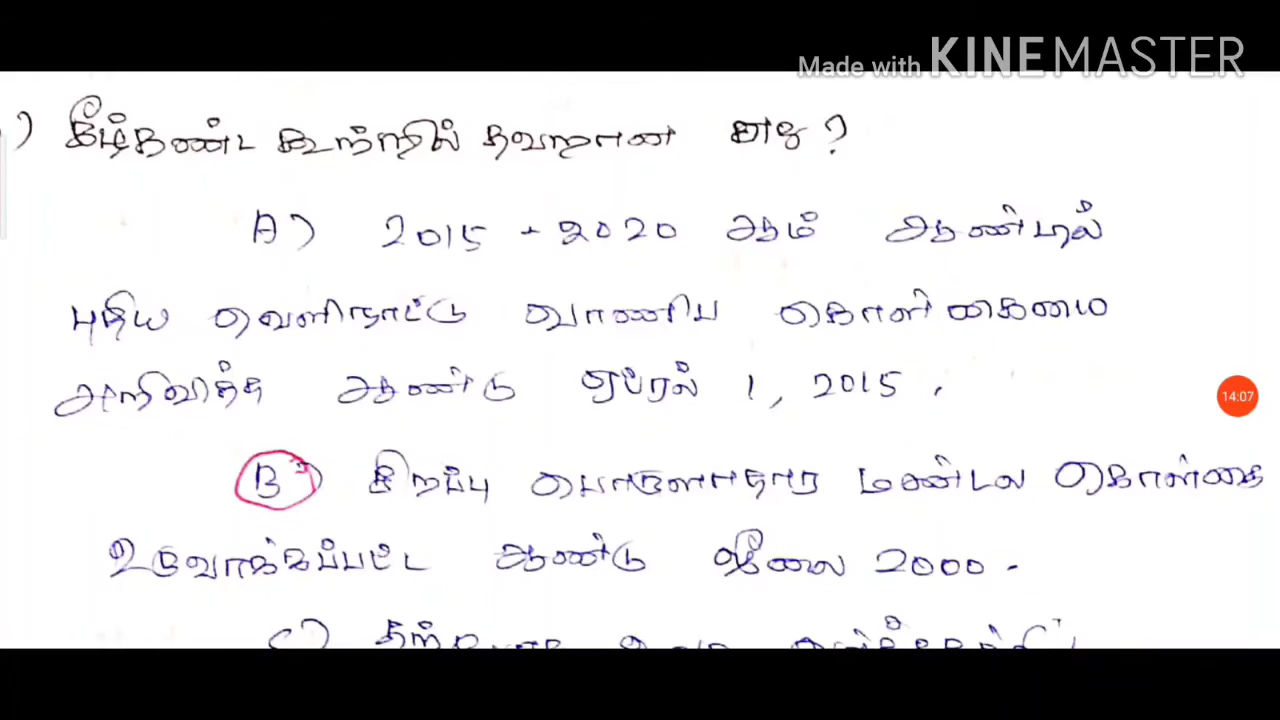 Made with KINEMASTER
) கீழ்கண்ட கூற்றில் தவறான எது ?
A) 2015 - 2020 ஆம் ஆண்டில்
புதிய வெளிநாட்டு வாணிய கொள்கையை
அறிவித்த ஆண்டு ஏப்ரல் 1, 2015 .
14:07
B) சிறப்பு பொருளாதார மண்டல கொள்கை
உருவாக்கப்பட்ட ஆண்டு ஜீலை 2000 .
C)